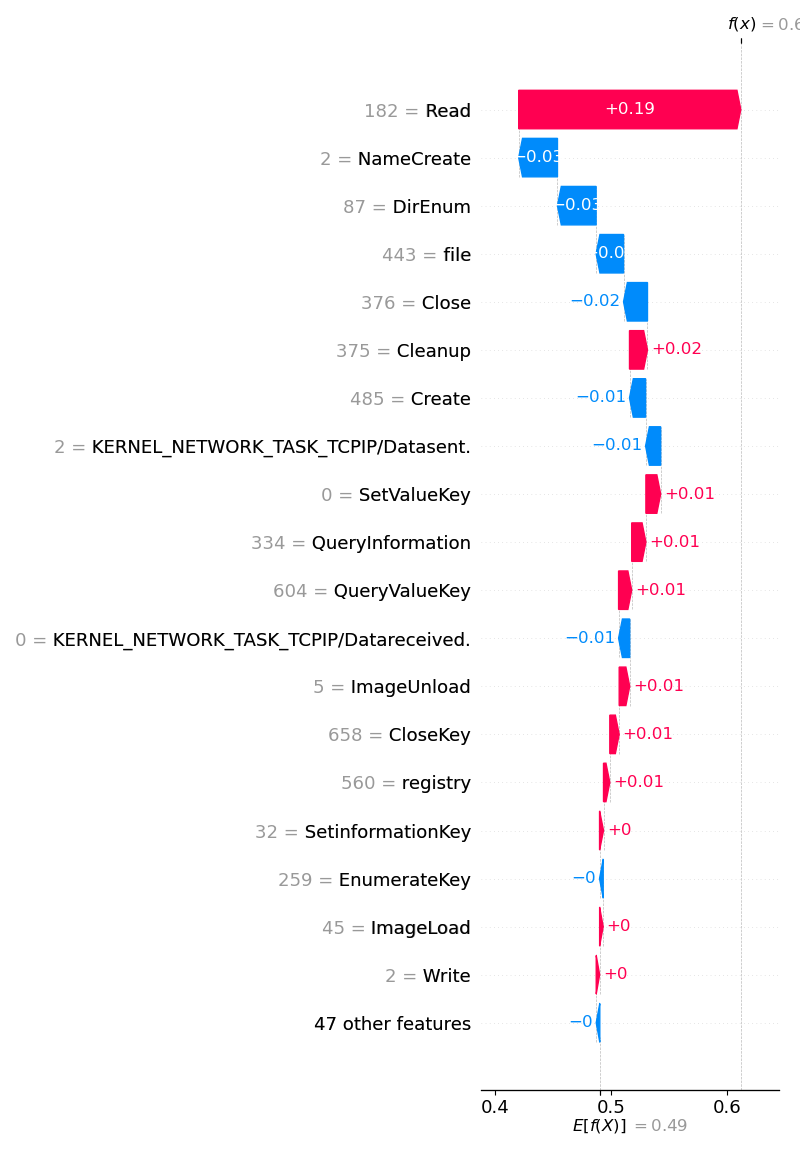 f(x) = 0.6
182 = Read +0.19
2 = NameCreate −0.03
87 = DirEnum −0.03
443 = file −0.0
376 = Close −0.02
375 = Cleanup +0.02
485 = Create −0.01
2 = KERNEL_NETWORK_TASK_TCPIP/Datasent. −0.01
0 = SetValueKey +0.01
334 = QueryInformation +0.01
604 = QueryValueKey +0.01
0 = KERNEL_NETWORK_TASK_TCPIP/Datareceived. −0.01
5 = ImageUnload +0.01
658 = CloseKey +0.01
560 = registry +0.01
32 = SetinformationKey +0
259 = EnumerateKey −0
45 = ImageLoad +0
2 = Write +0
47 other features −0
0.4 0.5 0.6
E[f(X)] = 0.49